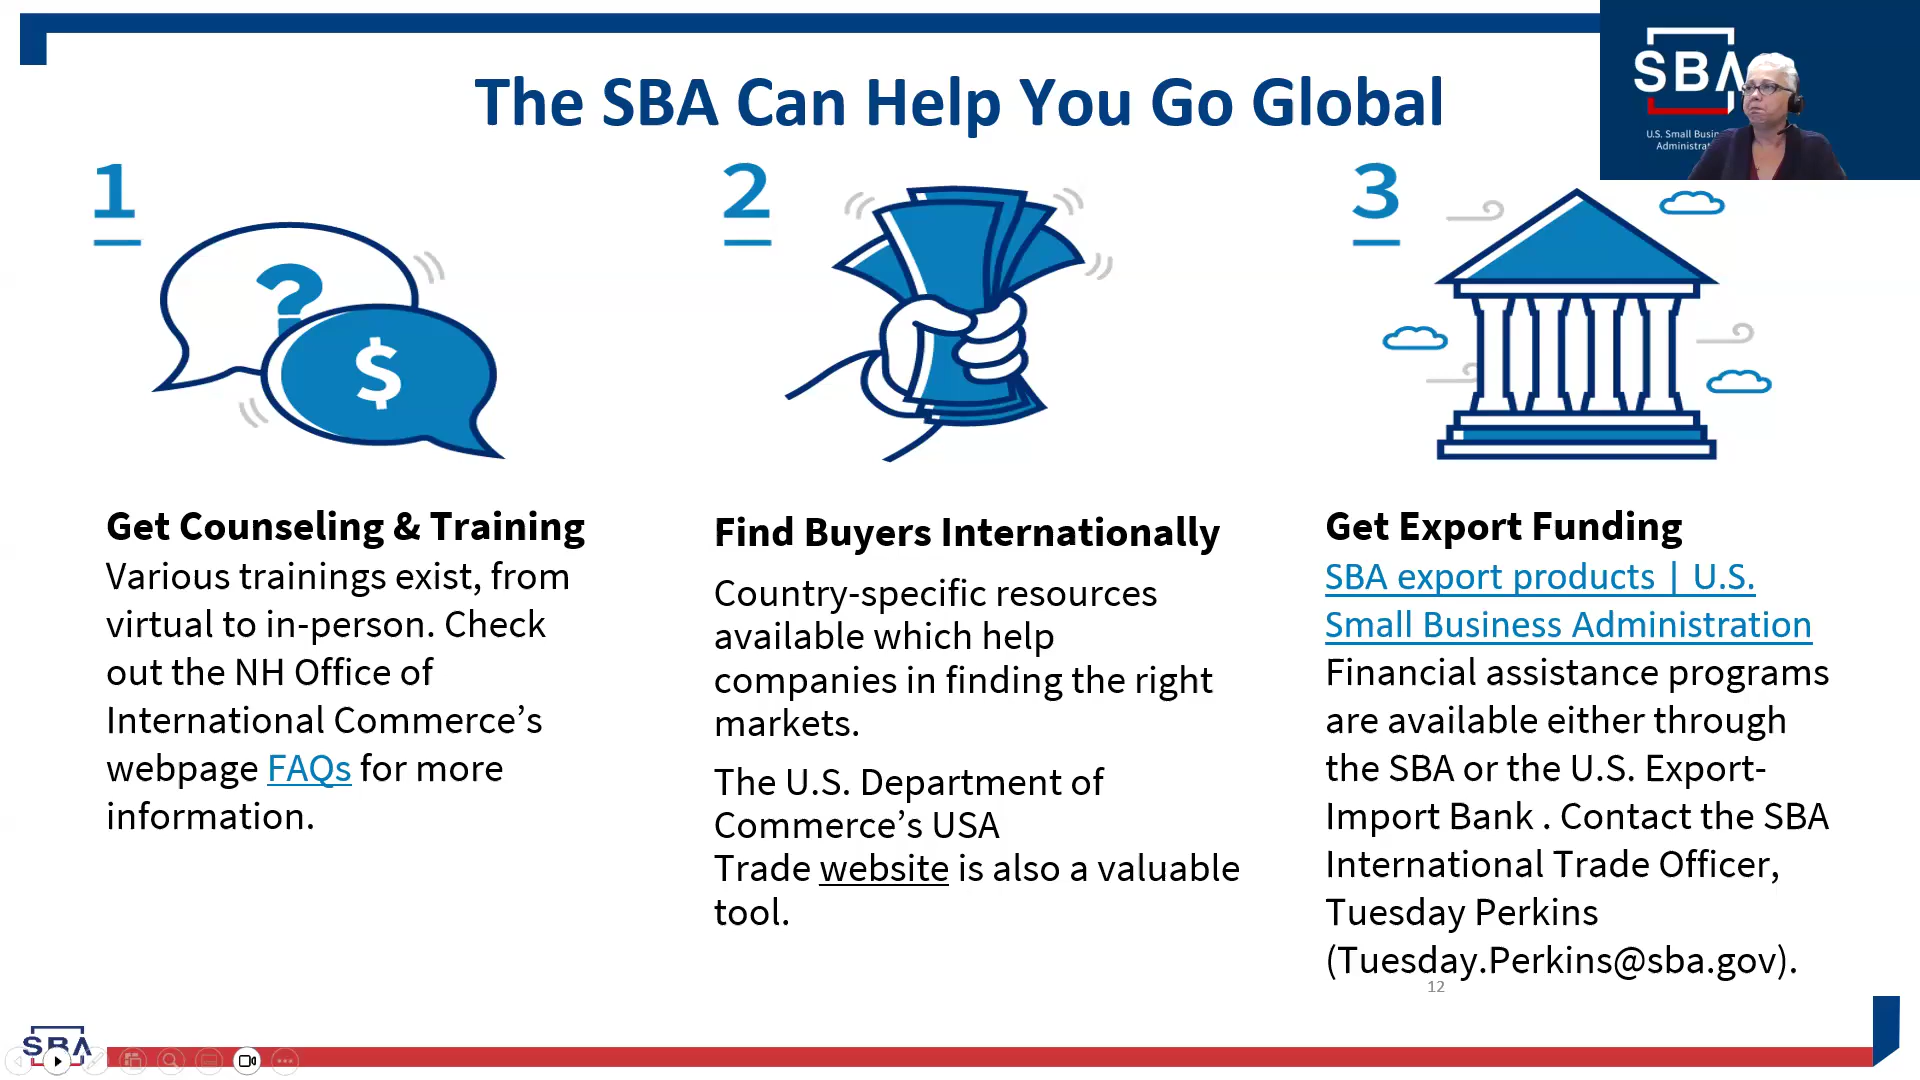 The SBA Can Help You Go Global
SBA
U.S. Small Busin
Administrat
1
2
3
?
$
Get Counseling & Training
Various trainings exist, from
virtual to in-person. Check
out the NH Office of
International Commerce’s
webpage FAQs for more
information.
Find Buyers Internationally
Country-specific resources
available which help
companies in finding the right
markets.
The U.S. Department of
Commerce’s USA
Trade website is also a valuable
tool.
Get Export Funding
SBA export products | U.S.
Small Business Administration
Financial assistance programs
are available either through
the SBA or the U.S. Export-
Import Bank . Contact the SBA
International Trade Officer,
Tuesday Perkins
(Tuesday.Perkins@sba.gov).
12
SBA